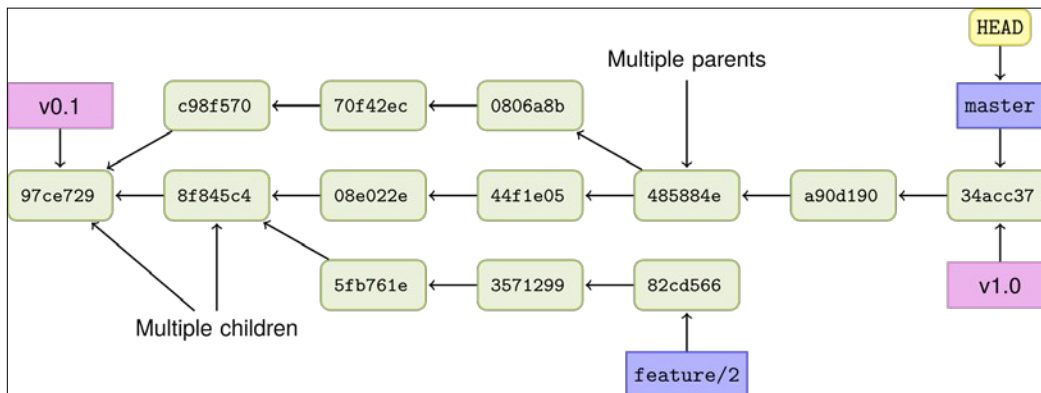 HEAD
Multiple parents
v0.1
c98f570
70f42ec
0806a8b
master
97ce729
8f845c4
08e022e
44f1e05
485884e
a90d190
34acc37
5fb761e
3571299
82cd566
v1.0
Multiple children
feature/2